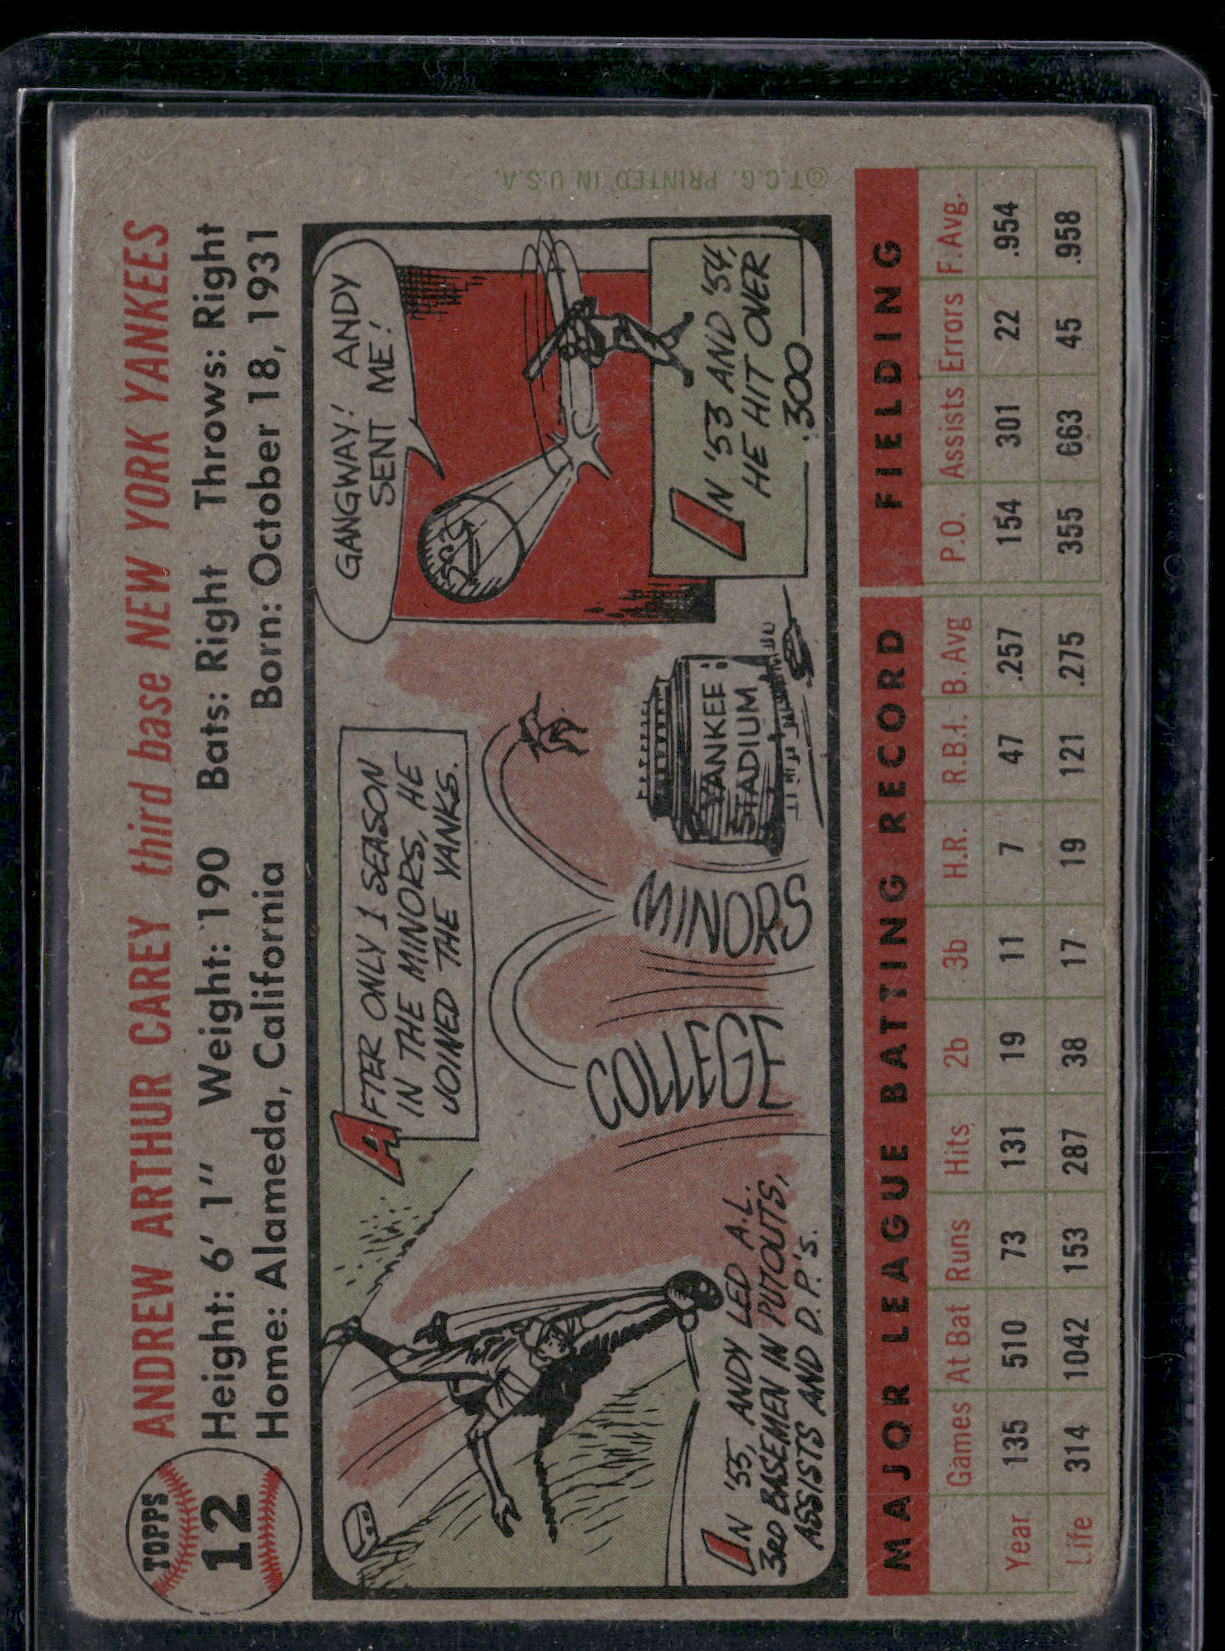 TOPPS
12
ANDREW ARTHUR CAREY third base NEW YORK YANKEES
Height: 6' 1" Weight: 190 Bats: Right Throws: Right
Home: Alameda, California Born: October 18, 1931
IN '55, ANDY LED A.L.
3RD BASEMEN IN PUTOUTS,
ASSISTS AND D.P.'s.
AFTER ONLY 1 SEASON
IN THE MINORS, HE
JOINED THE YANKS.
COLLEGE
MINORS
YANKEE
STADIUM
GANGWAY! ANDY
SENT ME!
IN '53 AND '54,
HE HIT OVER
.300
MAJOR LEAGUE BATTING RECORD FIELDING
Games At Bat Runs Hits 2b 3b H.R. R.B.I. B. Avg P.O. Assists Errors F. Avg.
Year 135 510 73 131 19 11 7 47 .257 154 301 22 .954
Life 314 1042 153 287 38 17 19 121 .275 355 663 45 .958
©T.C.G. PRINTED IN U.S.A.